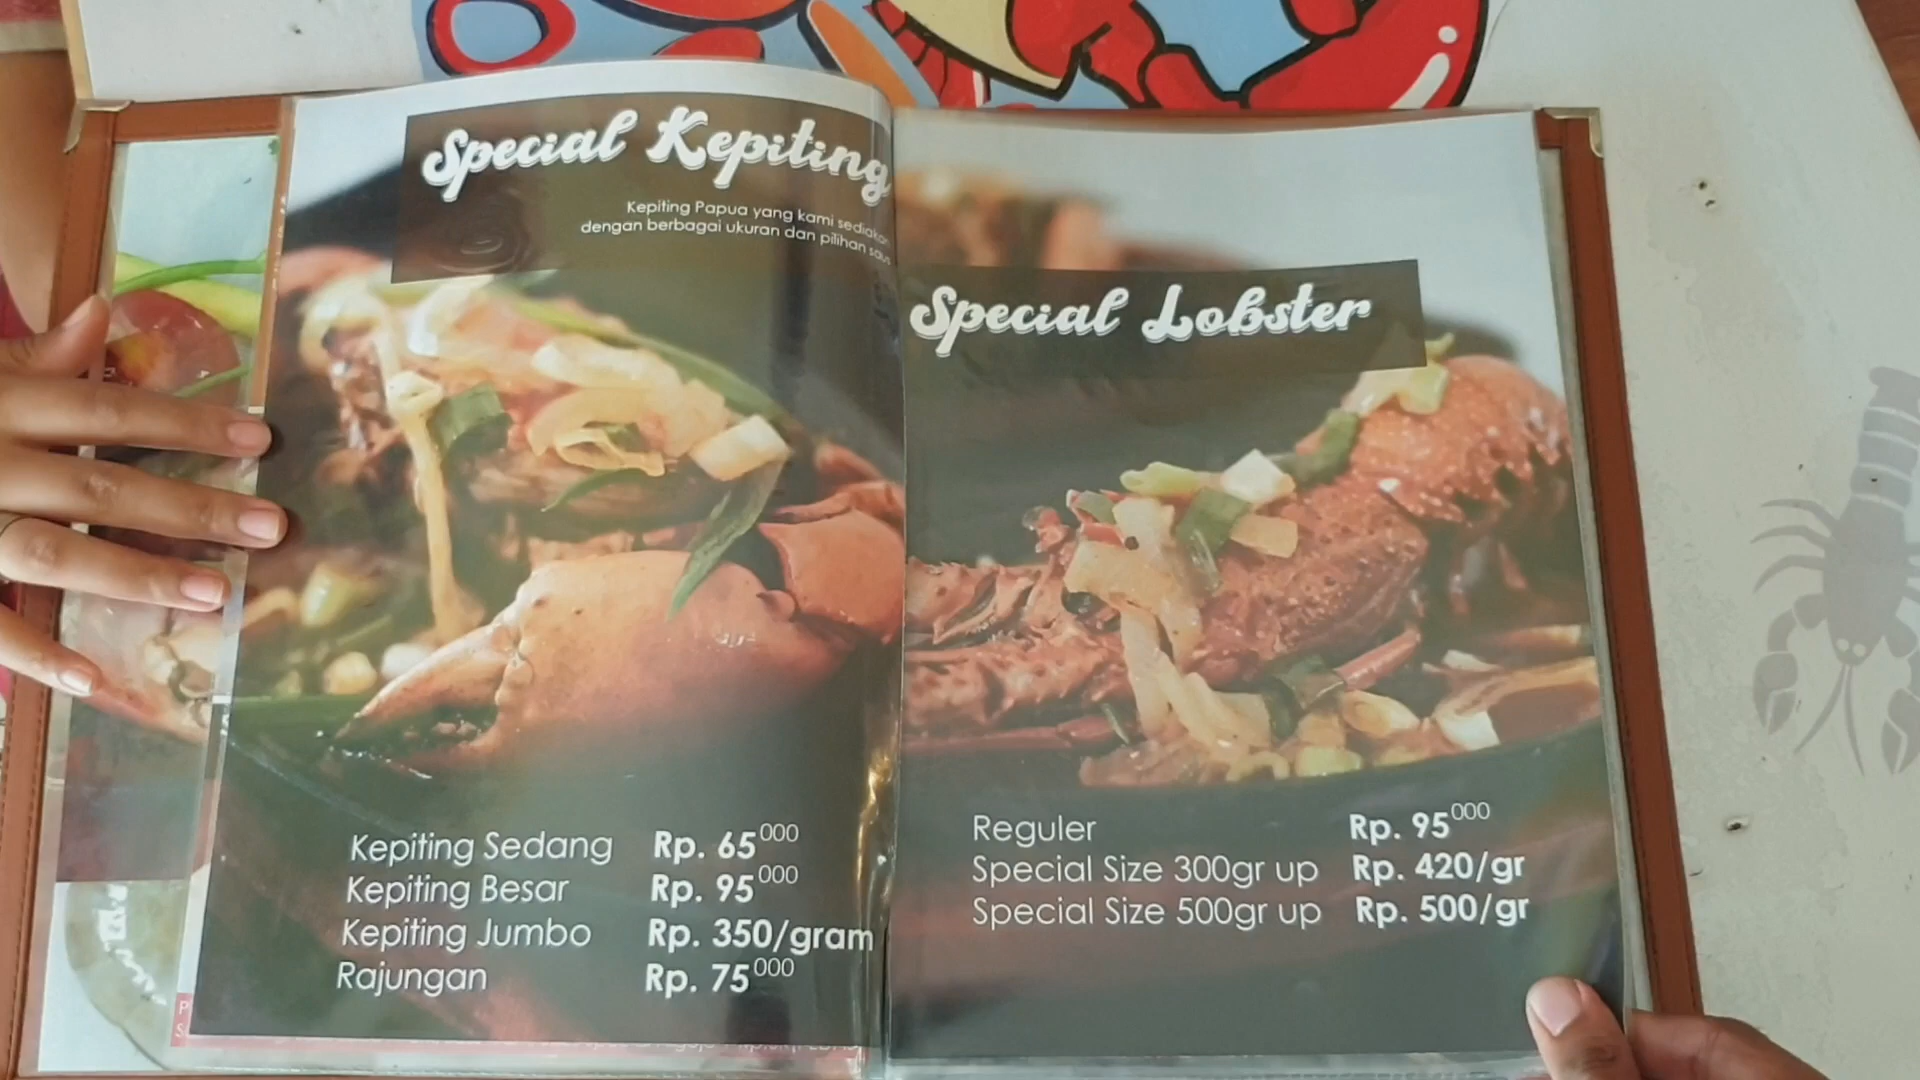 Special Kepiting
Kepiting Papua yang kami sediakan
dengan berbagai ukuran dan pilihan saus
Kepiting Sedang Rp. 65 000
Kepiting Besar Rp. 95 000
Kepiting Jumbo Rp. 350/gram
Rajungan Rp. 75 000
Special Lobster
Reguler Rp. 95 000
Special Size 300gr up Rp. 420/gr
Special Size 500gr up Rp. 500/gr